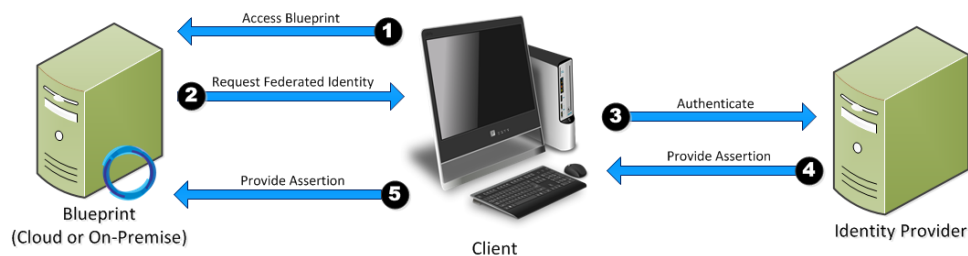 Access Blueprint
1
2
Request Federated Identity
3
Authenticate
Provide Assertion
4
Provide Assertion
5
Blueprint
(Cloud or On-Premise)
Client
Identity Provider